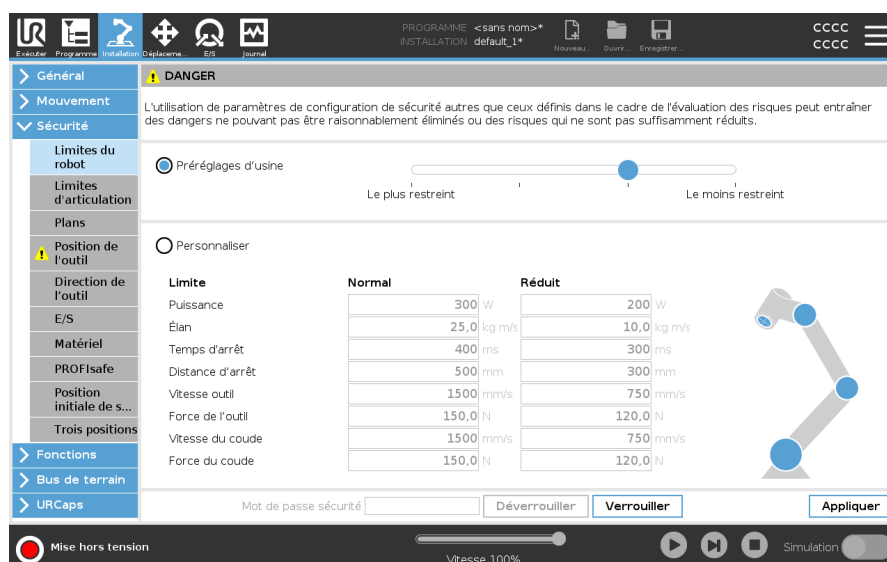 PROGRAMME <sans nom>*
INSTALLATION default_1*
cccc
cccc
Exécuter Programme Installation Déplaceme... E/S Journal Nouveau... Ouvrir... Enregistrer...
Général
Mouvement
Sécurité
Limites du robot
Limites d'articulation
Plans
Position de l'outil
Direction de l'outil
E/S
Matériel
PROFIsafe
Position initiale de s...
Trois positions
Fonctions
Bus de terrain
URCaps
DANGER
L'utilisation de paramètres de configuration de sécurité autres que ceux définis dans le cadre de l'évaluation des risques peut entraîner
des dangers ne pouvant pas être raisonnablement éliminés ou des risques qui ne sont pas suffisamment réduits.
Préréglages d'usine
Le plus restreint Le moins restreint
Personnaliser
Limite Normal Réduit
Puissance 300 W 200 W
Élan 25,0 kg m/s 10,0 kg m/s
Temps d'arrêt 400 ms 300 ms
Distance d'arrêt 500 mm 300 mm
Vitesse outil 1500 mm/s 750 mm/s
Force de l'outil 150,0 N 120,0 N
Vitesse du coude 1500 mm/s 750 mm/s
Force du coude 150,0 N 120,0 N
Mot de passe sécurité Déverrouiller Verrouiller Appliquer
Mise hors tension
Vitesse 100%
Simulation